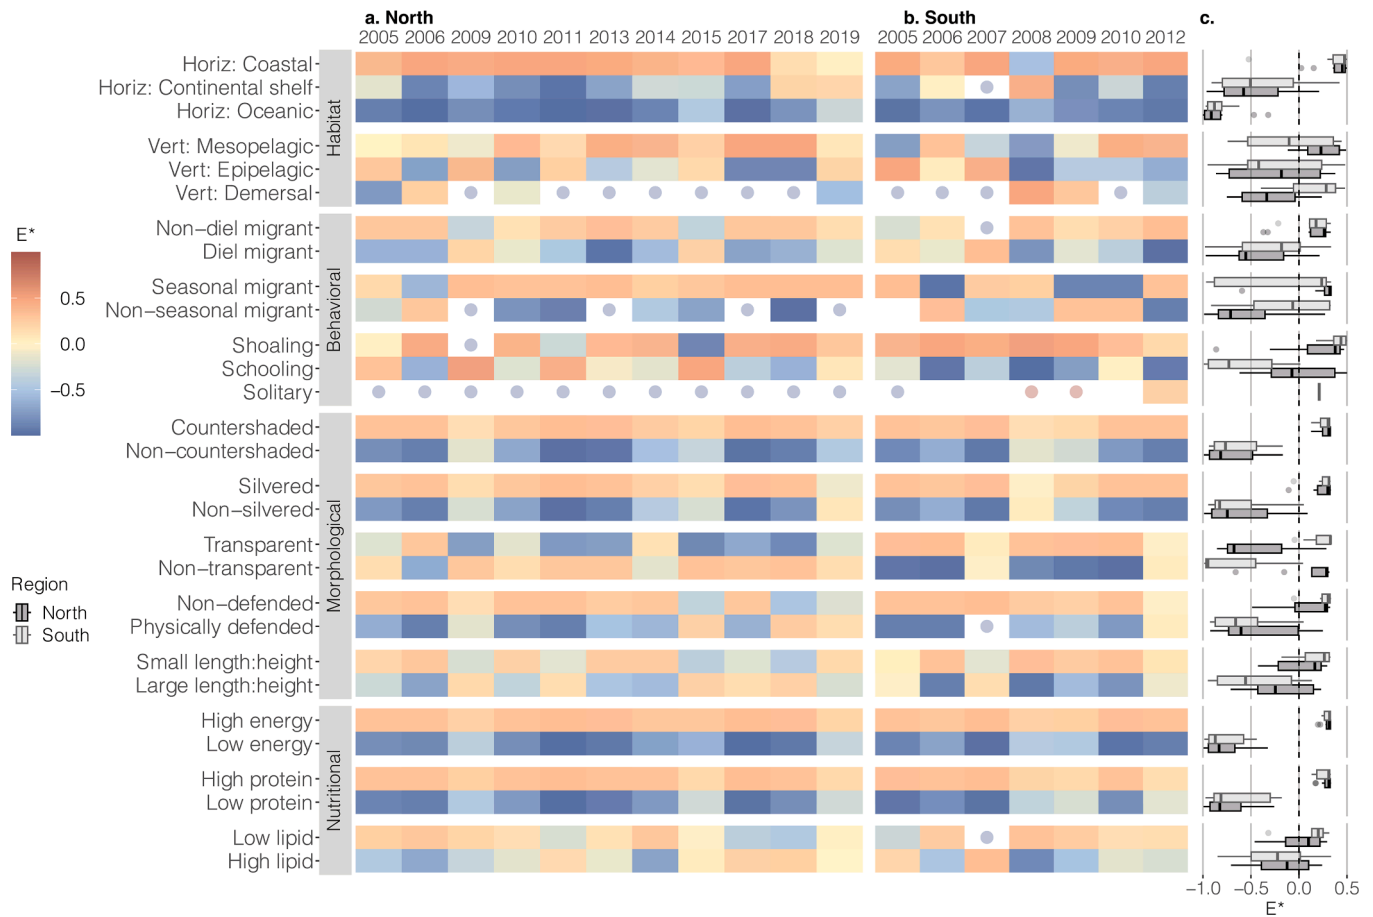 a. North
b. South
c.
2005 2006 2009 2010 2011 2013 2014 2015 2017 2018 2019
2005 2006 2007 2008 2009 2010 2012
Habitat
Horiz: Coastal
Horiz: Continental shelf
Horiz: Oceanic
Vert: Mesopelagic
Vert: Epipelagic
Vert: Demersal
Behavioral
Non−diel migrant
Diel migrant
Seasonal migrant
Non−seasonal migrant
Shoaling
Schooling
Solitary
Morphological
Countershaded
Non−countershaded
Silvered
Non−silvered
Transparent
Non−transparent
Non−defended
Physically defended
Small length:height
Large length:height
Nutritional
High energy
Low energy
High protein
Low protein
Low lipid
High lipid
E*
0.5
0.0
−0.5
Region
North
South
−1.0 −0.5 0.0 0.5
E*